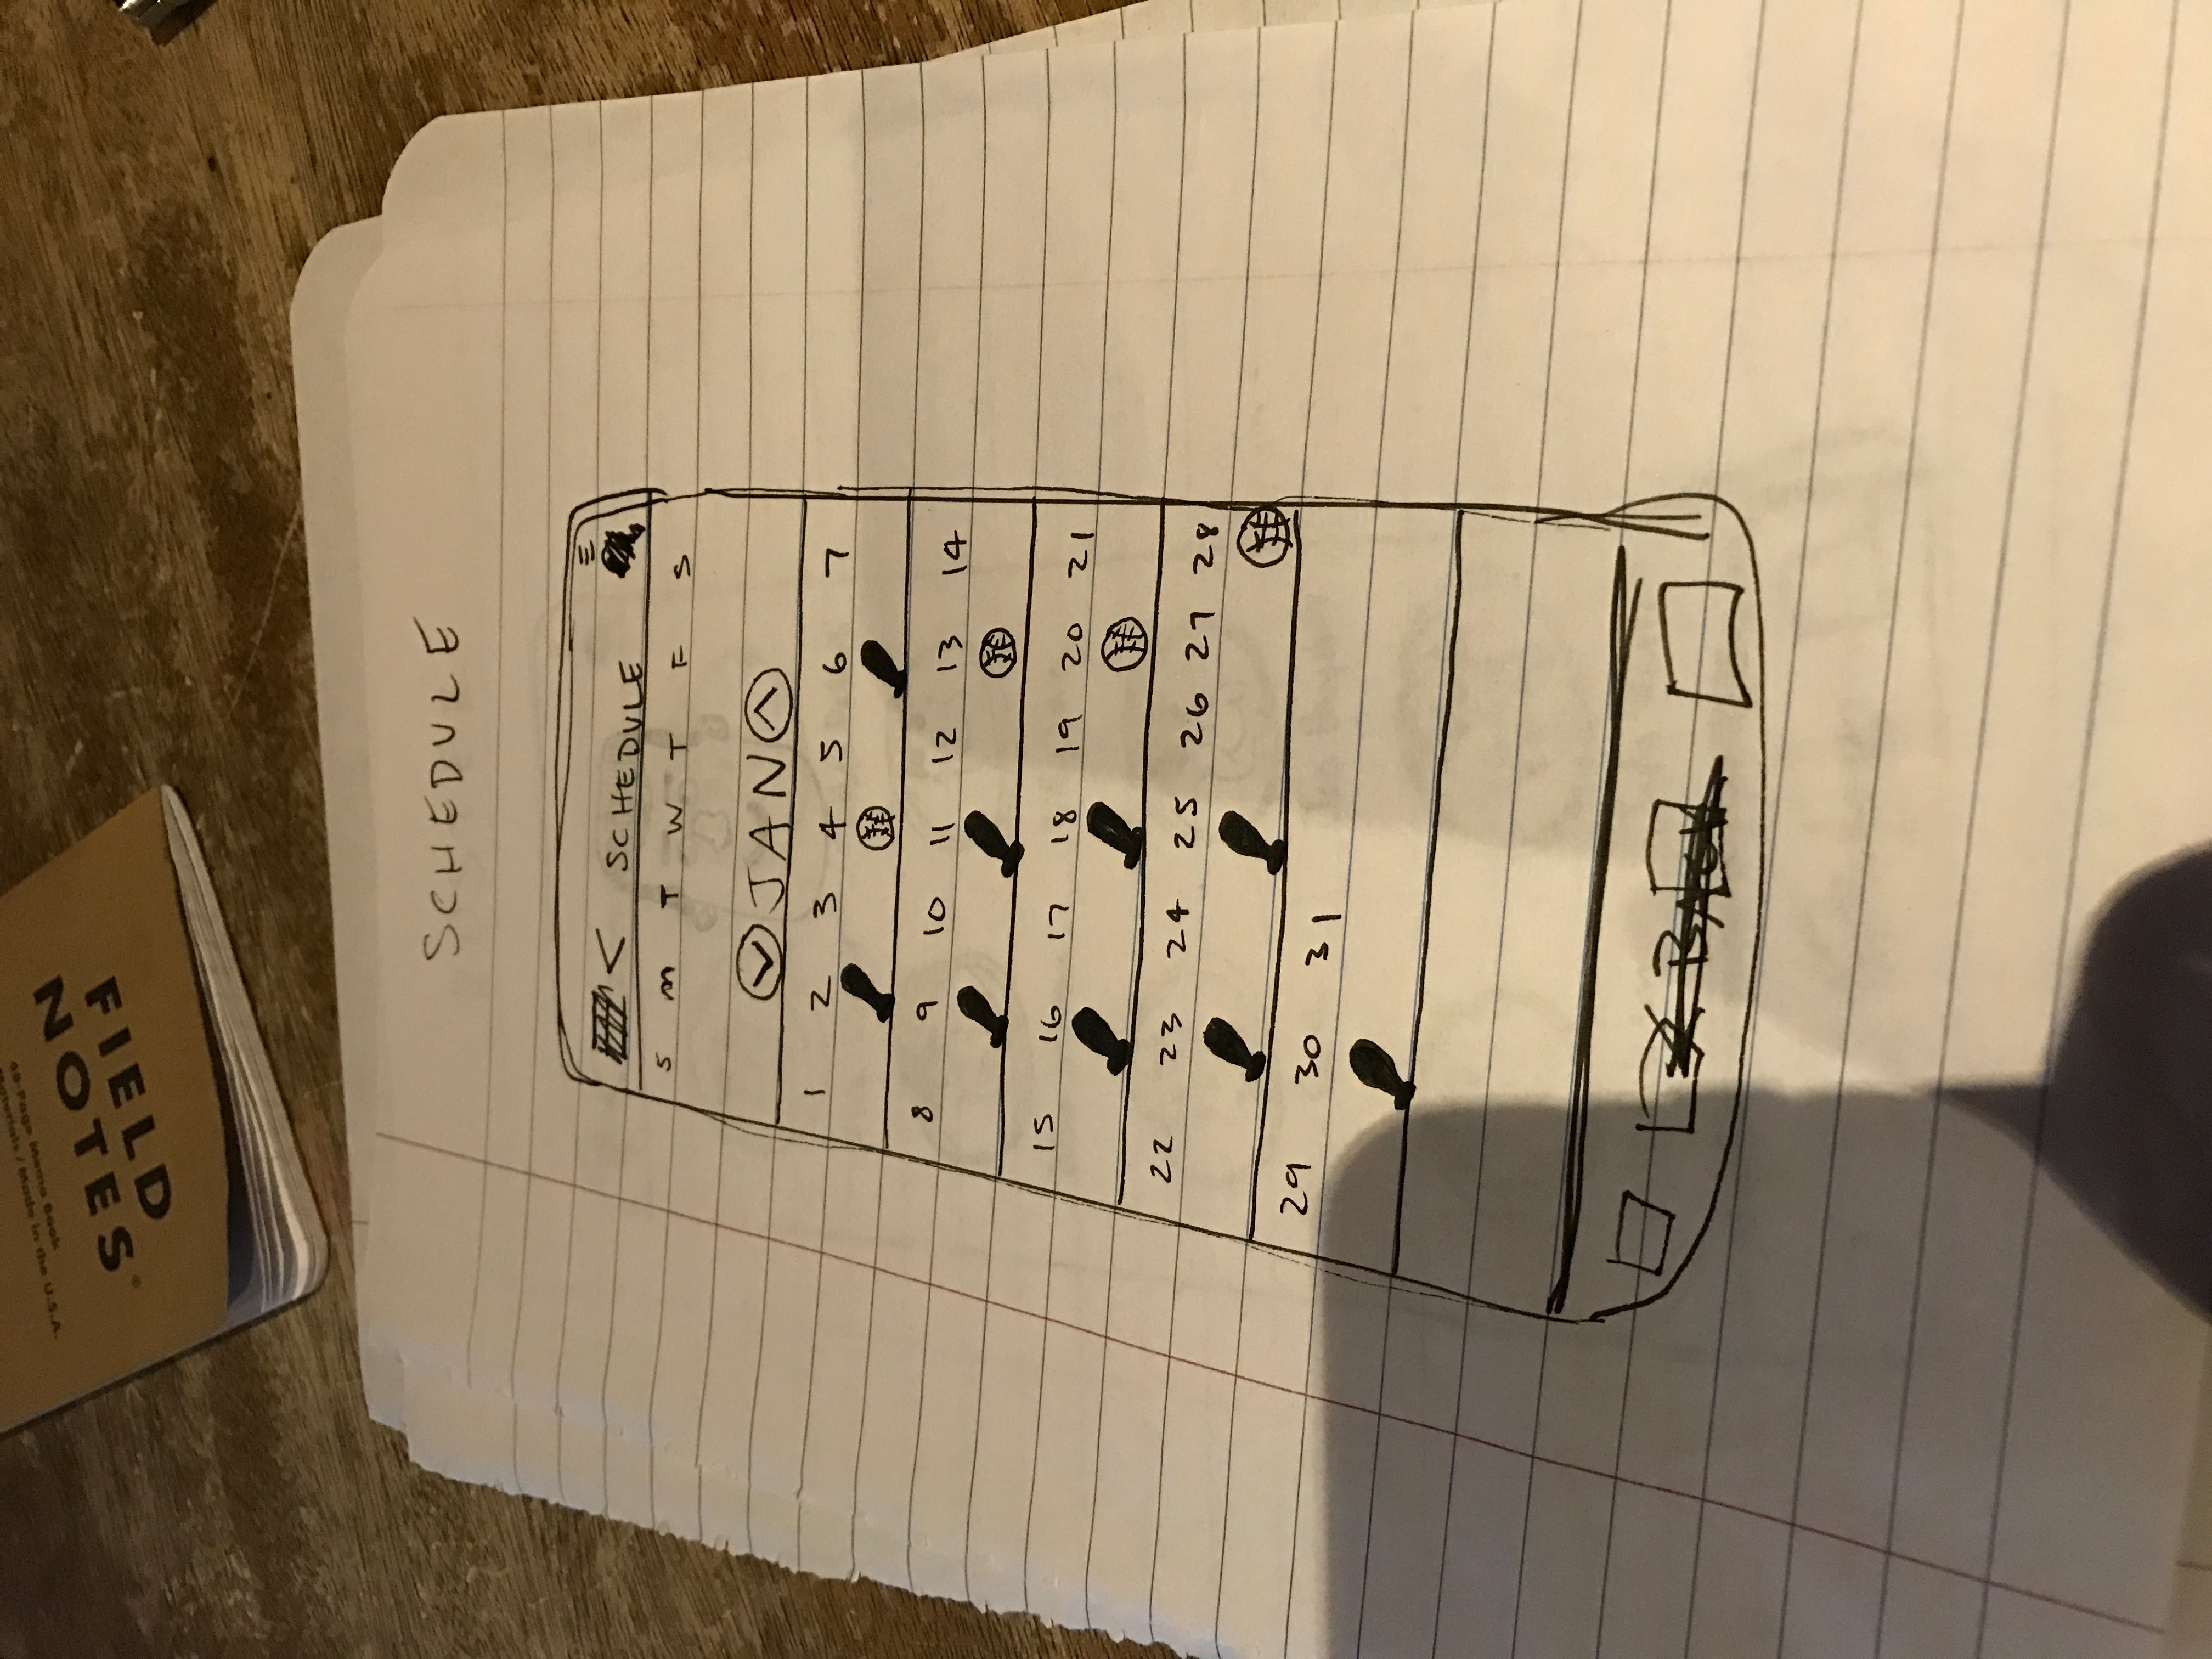 FIELD
NOTES
48-Page Memo Book
Materials / Made in the U.S.A.
SCHEDULE
< SCHEDULE
S M T W T F S
JAN
1 2 3 4 5 6 7
8 9 10 11 12 13 14
15 16 17 18 19 20 21
22 23 24 25 26 27 28
29 30 31
BACK